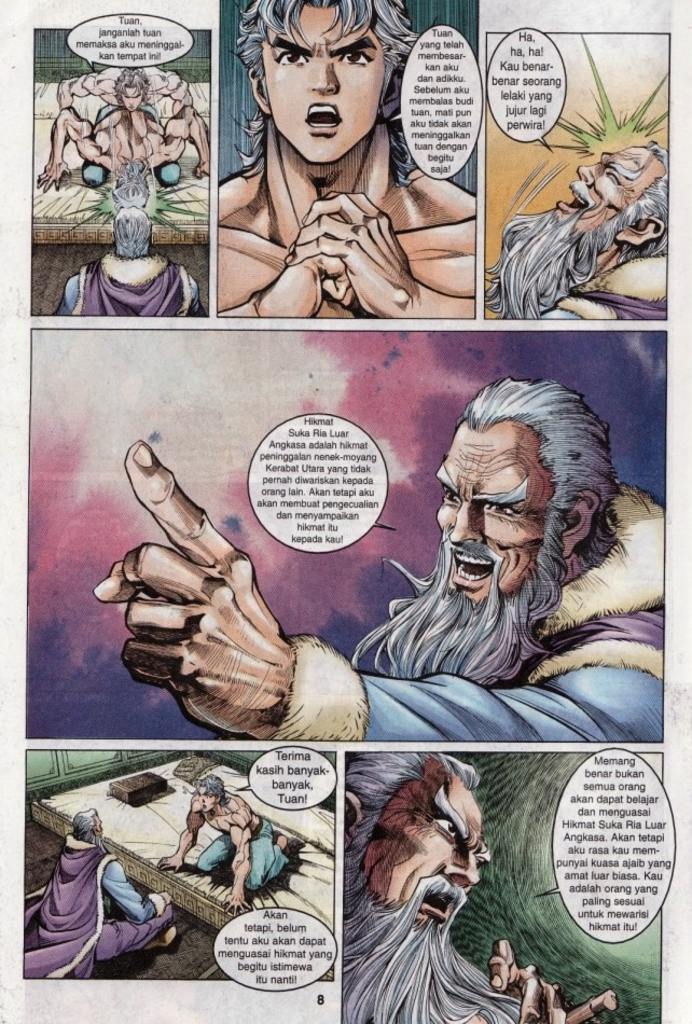 Tuan,
janganlah tuan
memaksa aku meninggal-
kan tempat ini!
Tuan
yang telah
membesar-
kan aku
dan adikku.
Sebelum aku
membalas budi
tuan, mati pun
aku tidak akan
meninggalkan
tuan dengan
begitu
saja!
Ha,
ha, ha!
Kau benar-
benar seorang
lelaki yang
jujur lagi
perwira!
Hikmat
Suka Ria Luar
Angkasa adalah hikmat
peninggalan nenek-moyang
Kerabat Utara yang tidak
pernah diwariskan kepada
orang lain. Akan tetapi aku
akan membuat pengecualian
dan menyampaikan
hikmat itu
kepada kau!
Terima
kasih banyak-
banyak,
Tuan!
Akan
tetapi, belum
tentu aku akan dapat
menguasai hikmat yang
begitu istimewa
itu nanti!
Memang
benar bukan
semua orang
akan dapat belajar
dan menguasai
Hikmat Suka Ria Luar
Angkasa. Akan tetapi
aku rasa kau mem-
punyai kuasa ajaib yang
amat luar biasa. Kau
adalah orang yang
paling sesuai
untuk mewarisi
hikmat itu!
8